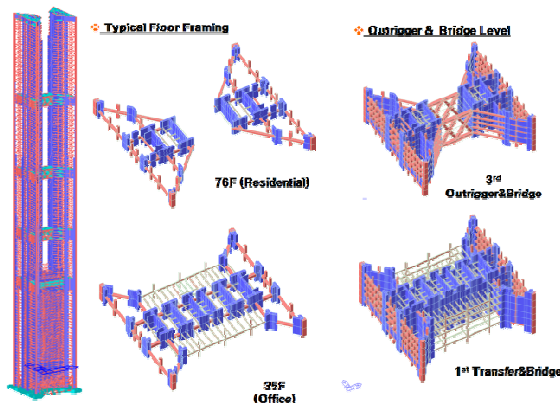 Typical Floor Framing
Outrigger & Bridge Level
76F (Residential)
3rd
Outrigger&Bridge
35F
(Office)
1st Transfer&Bridge